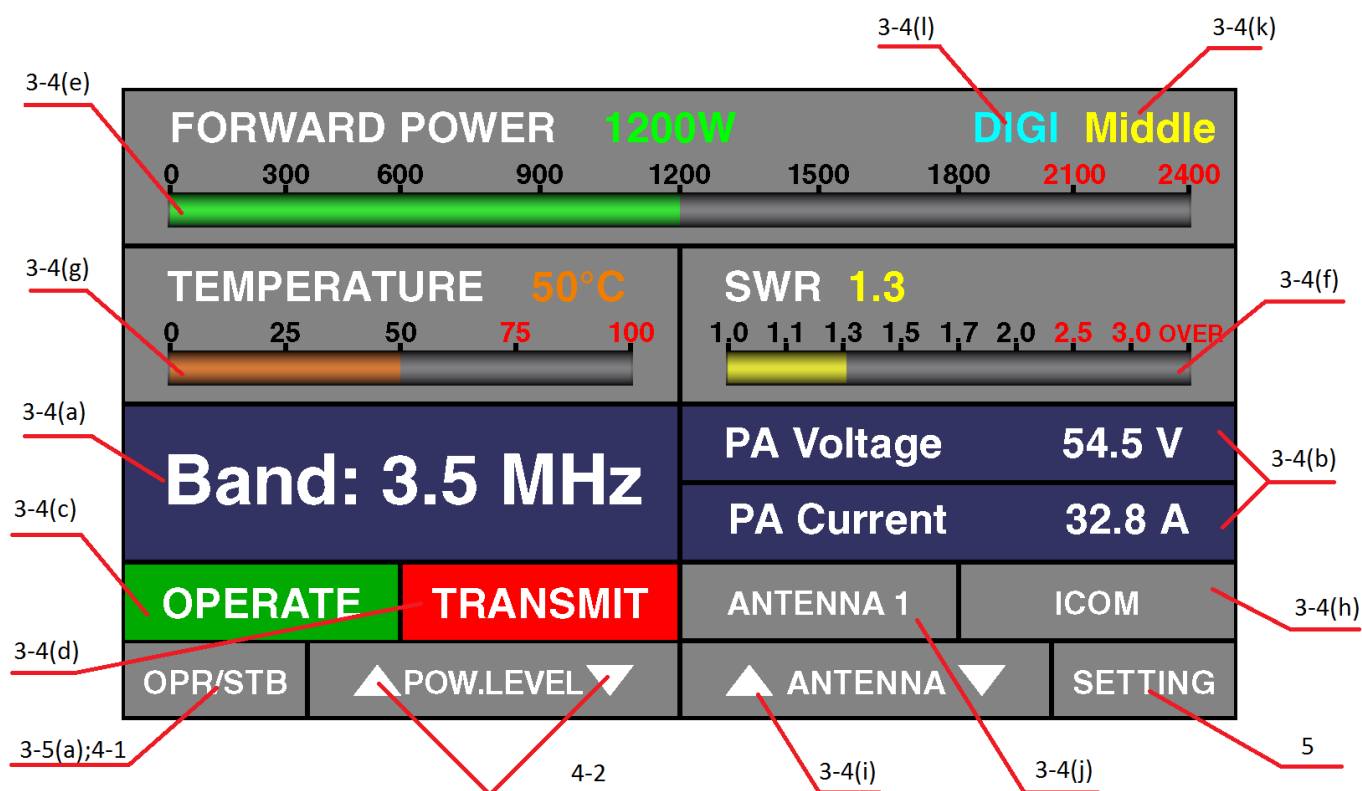 3-4(l)
3-4(k)
3-4(e)
FORWARD POWER 1200W DIGI Middle
0 300 600 900 1200 1500 1800 2100 2400
3-4(g)
TEMPERATURE 50°C
0 25 50 75 100
SWR 1.3
1.0 1.1 1.3 1.5 1.7 2.0 2.5 3.0 OVER
3-4(f)
3-4(a)
Band: 3.5 MHz
PA Voltage 54.5 V
PA Current 32.8 A
3-4(b)
3-4(c)
OPERATE TRANSMIT ANTENNA 1 ICOM
3-4(h)
3-4(d)
OPR/STB POW.LEVEL ANTENNA SETTING
3-5(a);4-1
4-2
3-4(i)
3-4(j)
5